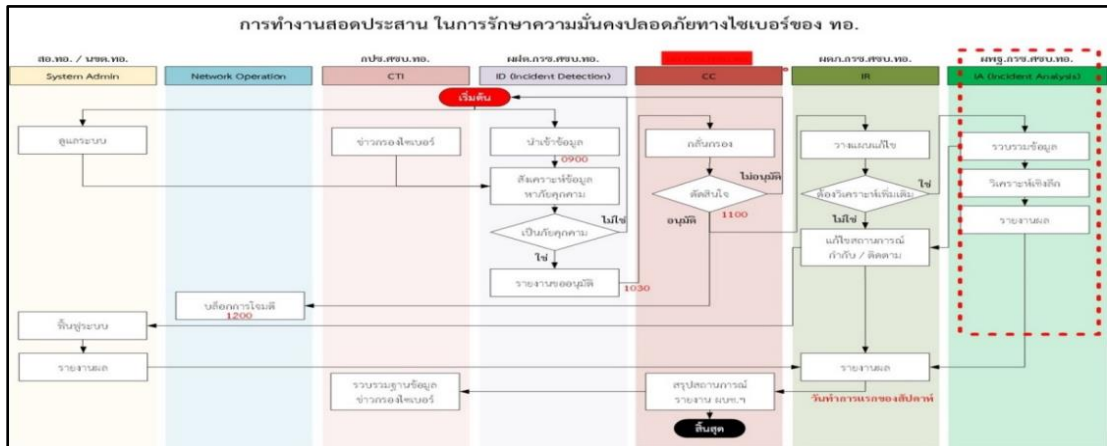 การทำงานสอดประสาน ในการรักษาความมั่นคงปลอดภัยทางไซเบอร์ของ ทอ.
สอ.ทอ. / นขต.ทอ.
กปซ.ศซบ.ทอ.
ผฝต.กรซ.ศซบ.ทอ.
ผตภ.กรซ.ศซบ.ทอ.
ผพฐ.กรซ.ศซบ.ทอ.
System Admin
Network Operation
CTI
ID (Incident Detection)
CC
IR
IA (Incident Analysis)
เริ่มต้น
ดูแลระบบ
ข่าวกรองไซเบอร์
นำเข้าข้อมูล
กลั่นกรอง
วางแผนแก้ไข
รวบรวมข้อมูล
0900
สังเคราะห์ข้อมูล
หาภัยคุกคาม
ไม่อนุมัติ
ตัดสินใจ
ต้องวิเคราะห์เพิ่มเติม
ใช่
วิเคราะห์เชิงลึก
1100
อนุมัติ
ไม่ใช่
ไม่ใช่
รายงานผล
เป็นภัยคุกคาม
แก้ไขสถานการณ์
กำกับ / ติดตาม
ใช่
รายงานขออนุมัติ
1030
บล็อกการโจมตี
1200
ฟื้นฟูระบบ
รายงานผล
รายงานผล
รวบรวมฐานข้อมูล
ข่าวกรองไซเบอร์
สรุปสถานการณ์
รายงาน ผบช.ฯ
วันทำการแรกของสัปดาห์
สิ้นสุด